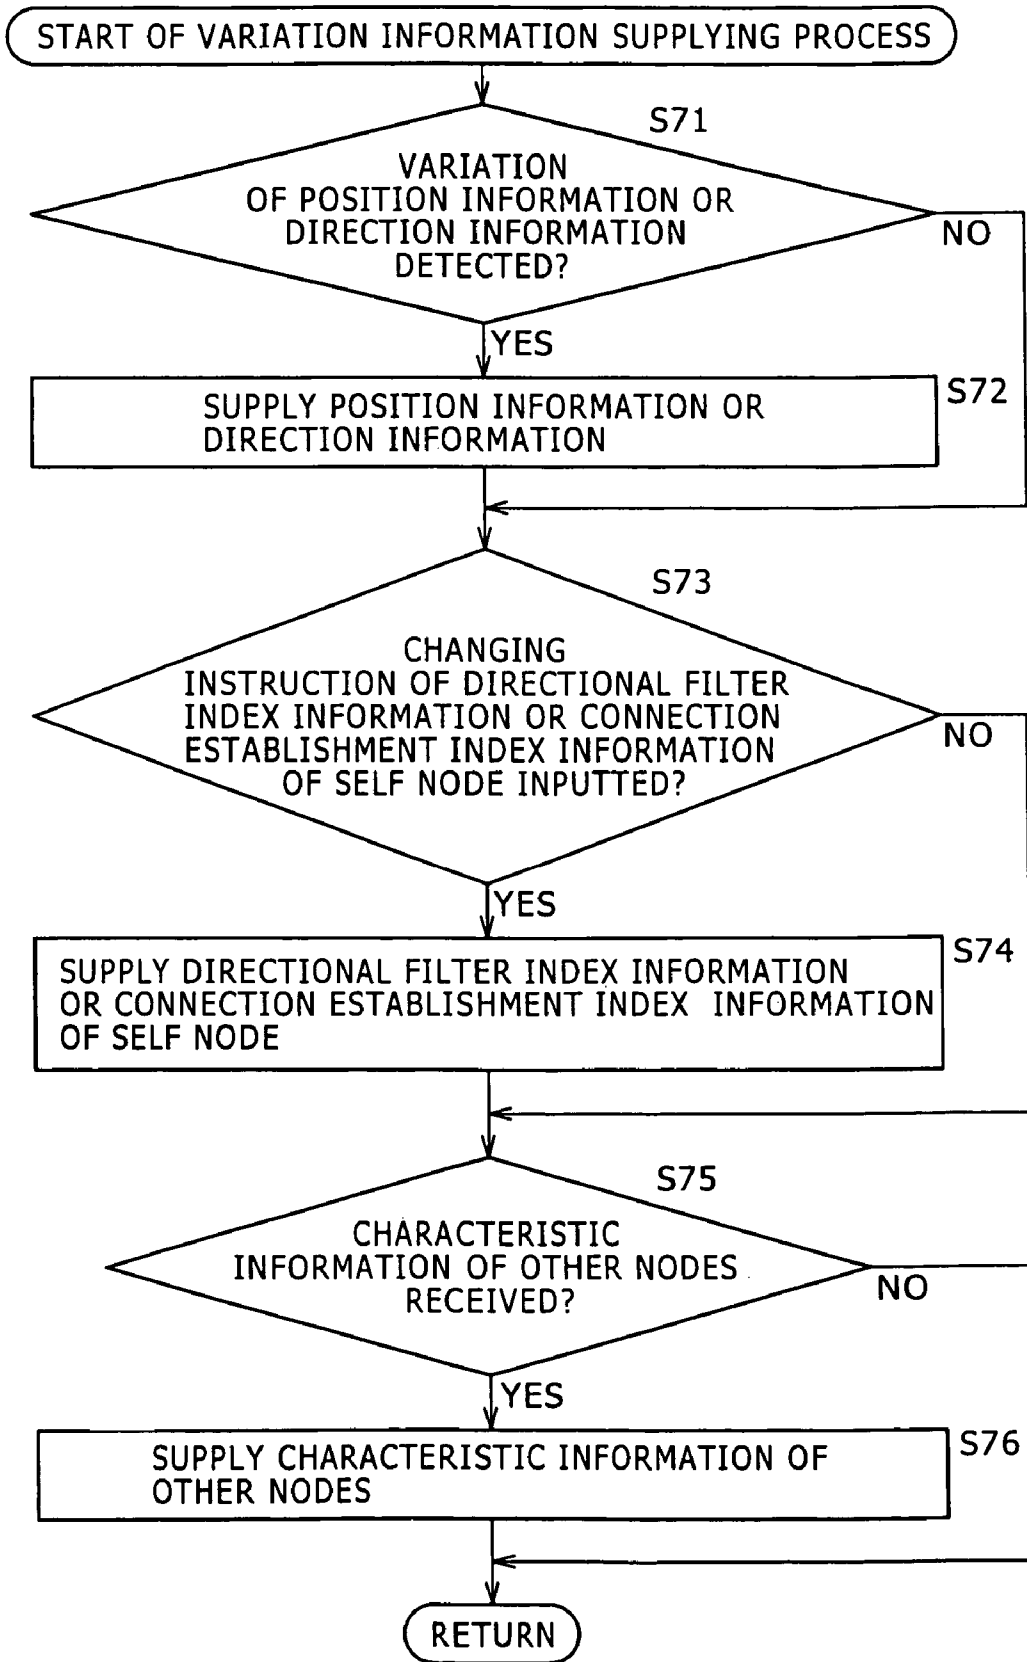 START OF VARIATION INFORMATION SUPPLYING PROCESS
S71
VARIATION
OF POSITION INFORMATION OR
DIRECTION INFORMATION
DETECTED?
NO
YES
S72
SUPPLY POSITION INFORMATION OR
DIRECTION INFORMATION
S73
CHANGING
INSTRUCTION OF DIRECTIONAL FILTER
INDEX INFORMATION OR CONNECTION
ESTABLISHMENT INDEX INFORMATION
OF SELF NODE INPUTTED?
NO
YES
S74
SUPPLY DIRECTIONAL FILTER INDEX INFORMATION
OR CONNECTION ESTABLISHMENT INDEX INFORMATION
OF SELF NODE
S75
CHARACTERISTIC
INFORMATION OF OTHER NODES
RECEIVED?
NO
YES
S76
SUPPLY CHARACTERISTIC INFORMATION OF
OTHER NODES
RETURN